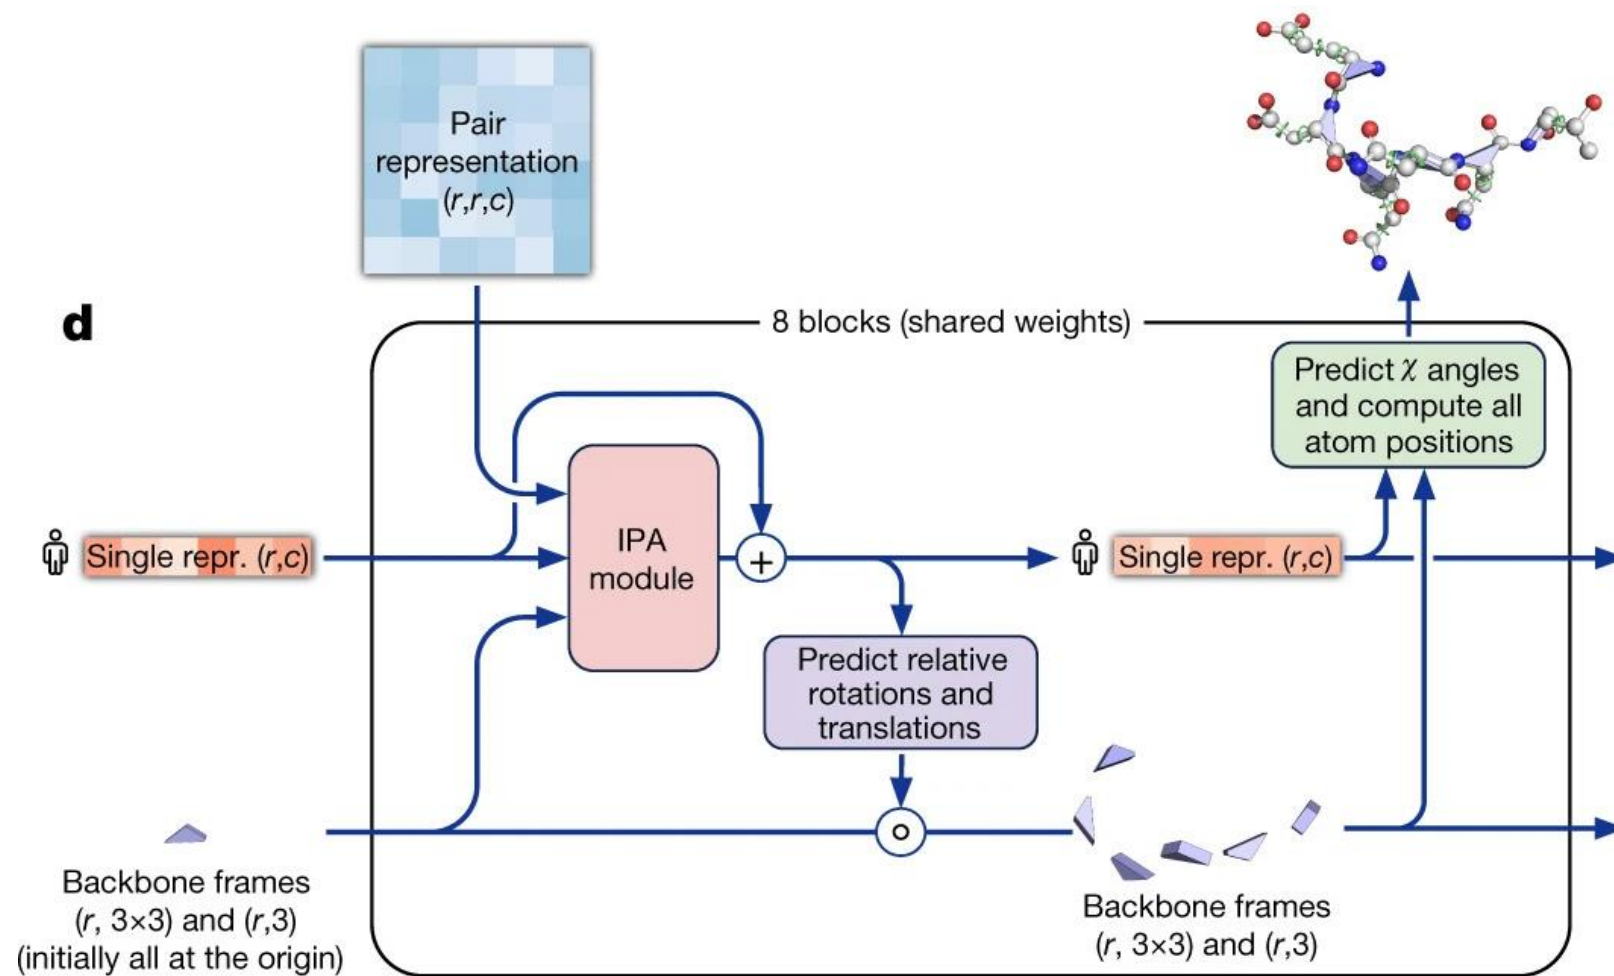 Pair
representation
(r,r,c)
d
8 blocks (shared weights)
Predict χ angles
and compute all
atom positions
IPA
module
+
Single repr. (r,c)
Single repr. (r,c)
Predict relative
rotations and
translations
Backbone frames
(r, 3×3) and (r,3)
(initially all at the origin)
Backbone frames
(r, 3×3) and (r,3)